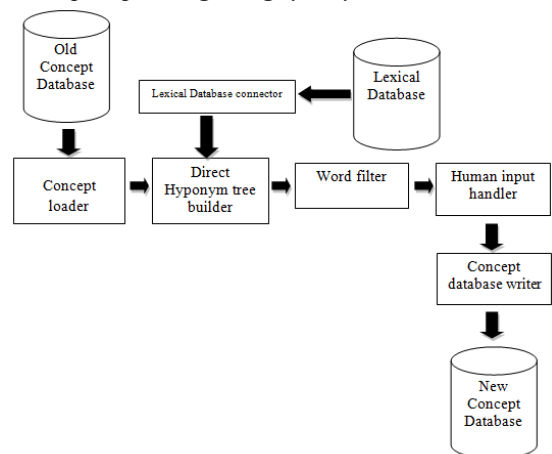 Old
Concept
Database
Lexical
Database
Lexical Database connector
Concept
loader
Direct
Hyponym tree
builder
Word filter
Human input
handler
Concept
database writer
New
Concept
Database